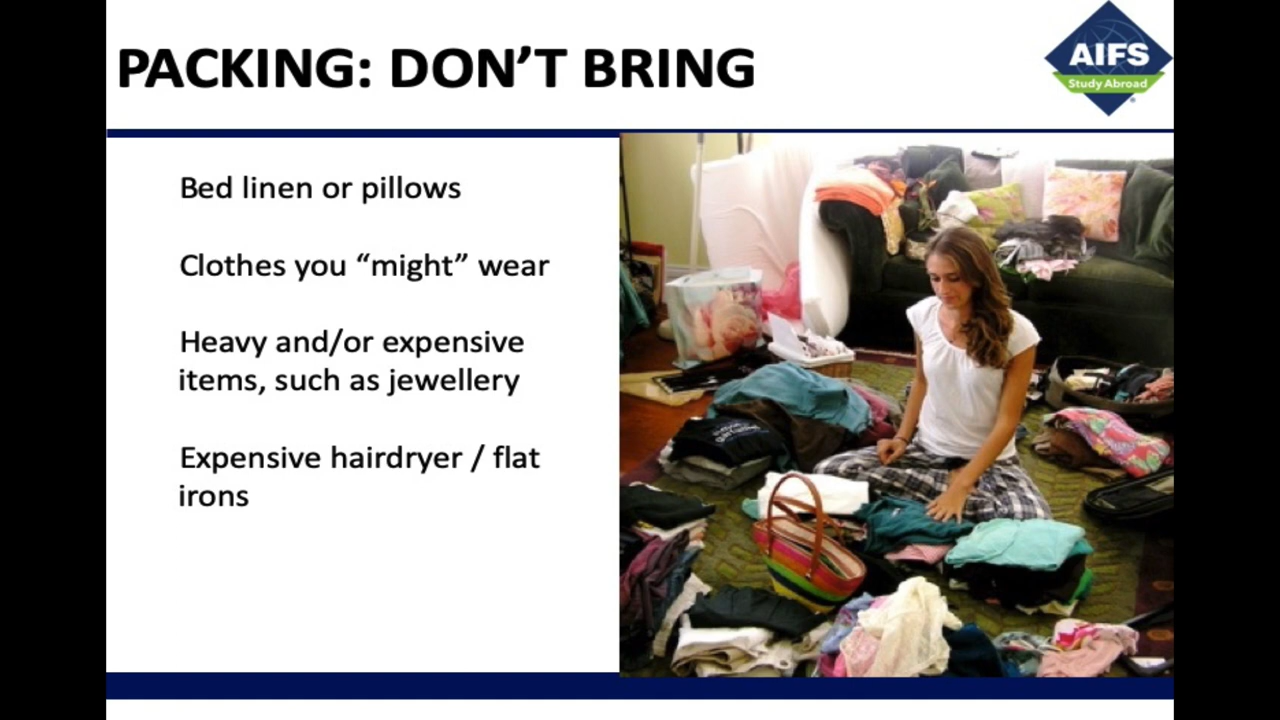 PACKING: DON’T BRING
AIFS
Study Abroad
Bed linen or pillows
Clothes you “might” wear
Heavy and/or expensive
items, such as jewellery
Expensive hairdryer / flat
irons